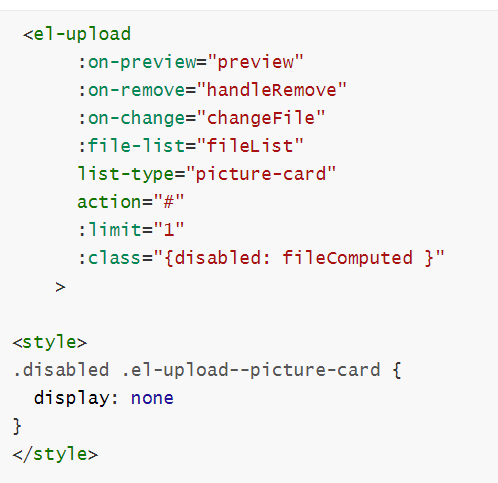 <el-upload
:on-preview="preview"
:on-remove="handleRemove"
:on-change="changeFile"
:file-list="fileList"
list-type="picture-card"
action="#"
:limit="1"
:class="{disabled: fileComputed }"
>
<style>
.disabled .el-upload--picture-card {
display: none
}
</style>